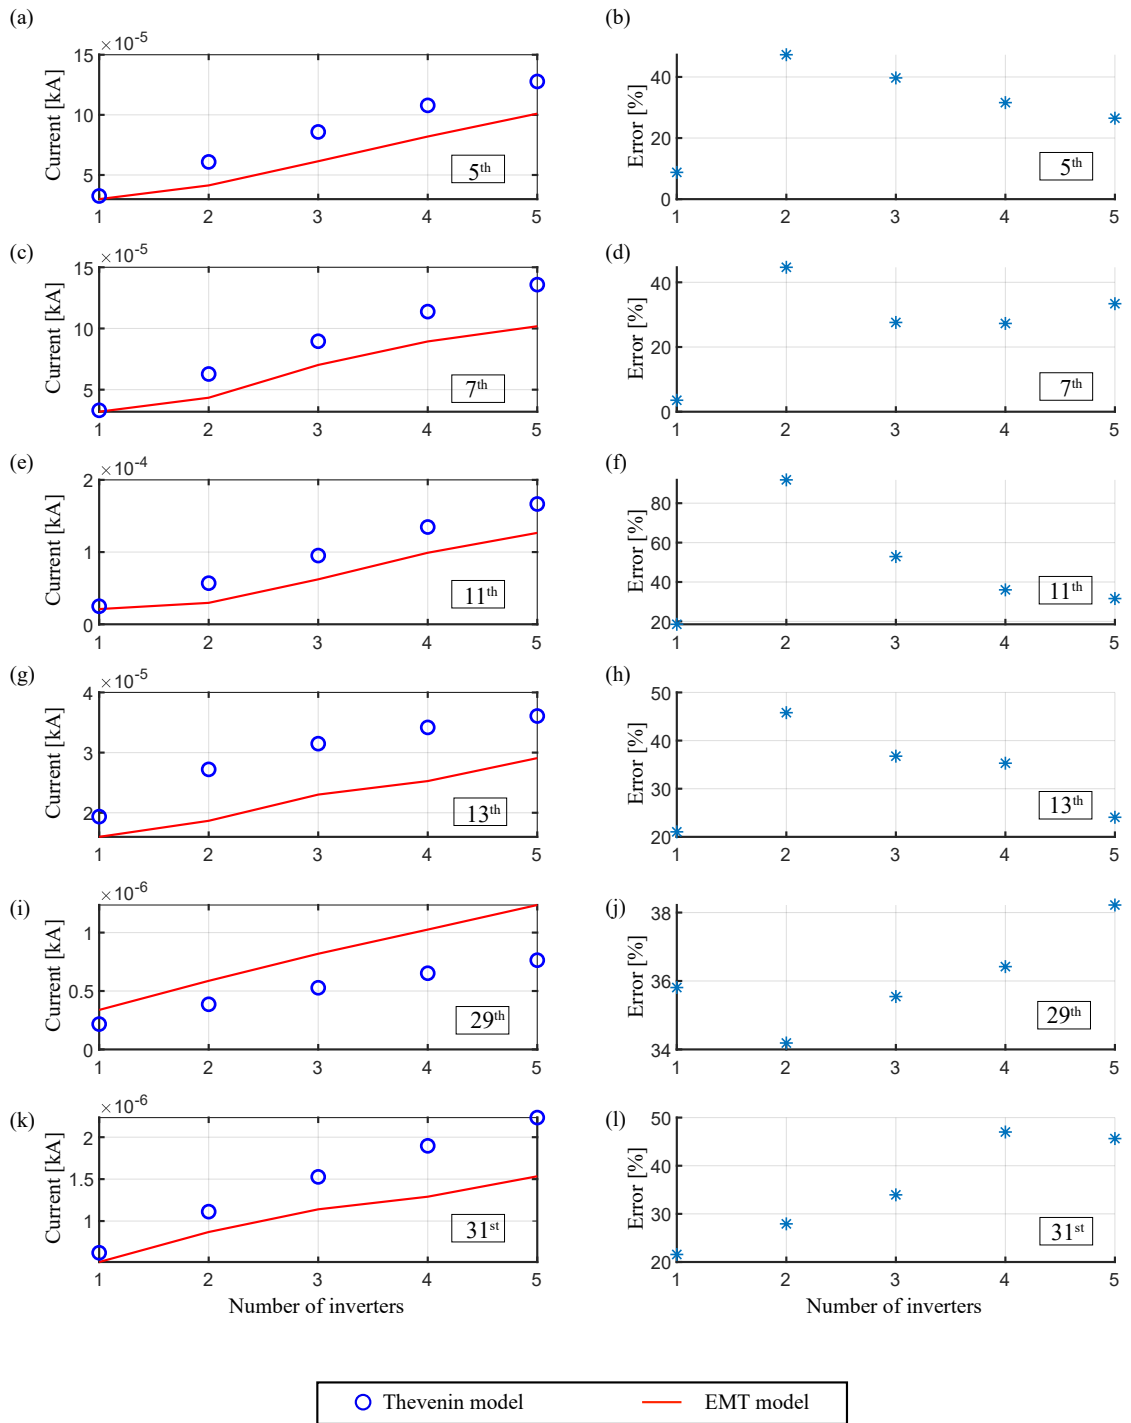 (a)
×10⁻⁵
15
10
5
Current [kA]
5ᵗʰ
1 2 3 4 5
(b)
40
20
0
Error [%]
5ᵗʰ
1 2 3 4 5
(c)
×10⁻⁵
15
10
5
Current [kA]
7ᵗʰ
1 2 3 4 5
(d)
40
20
0
Error [%]
7ᵗʰ
1 2 3 4 5
(e)
×10⁻⁴
2
1
0
Current [kA]
11ᵗʰ
1 2 3 4 5
(f)
80
60
40
20
Error [%]
11ᵗʰ
1 2 3 4 5
(g)
×10⁻⁵
4
3
2
Current [kA]
13ᵗʰ
1 2 3 4 5
(h)
50
40
30
20
Error [%]
13ᵗʰ
1 2 3 4 5
(i)
×10⁻⁶
1
0.5
0
Current [kA]
29ᵗʰ
1 2 3 4 5
(j)
38
36
34
Error [%]
29ᵗʰ
1 2 3 4 5
(k)
×10⁻⁶
2
1.5
1
Current [kA]
31ˢᵗ
1 2 3 4 5
Number of inverters
(l)
50
40
30
20
Error [%]
31ˢᵗ
1 2 3 4 5
Number of inverters
Thevenin model EMT model